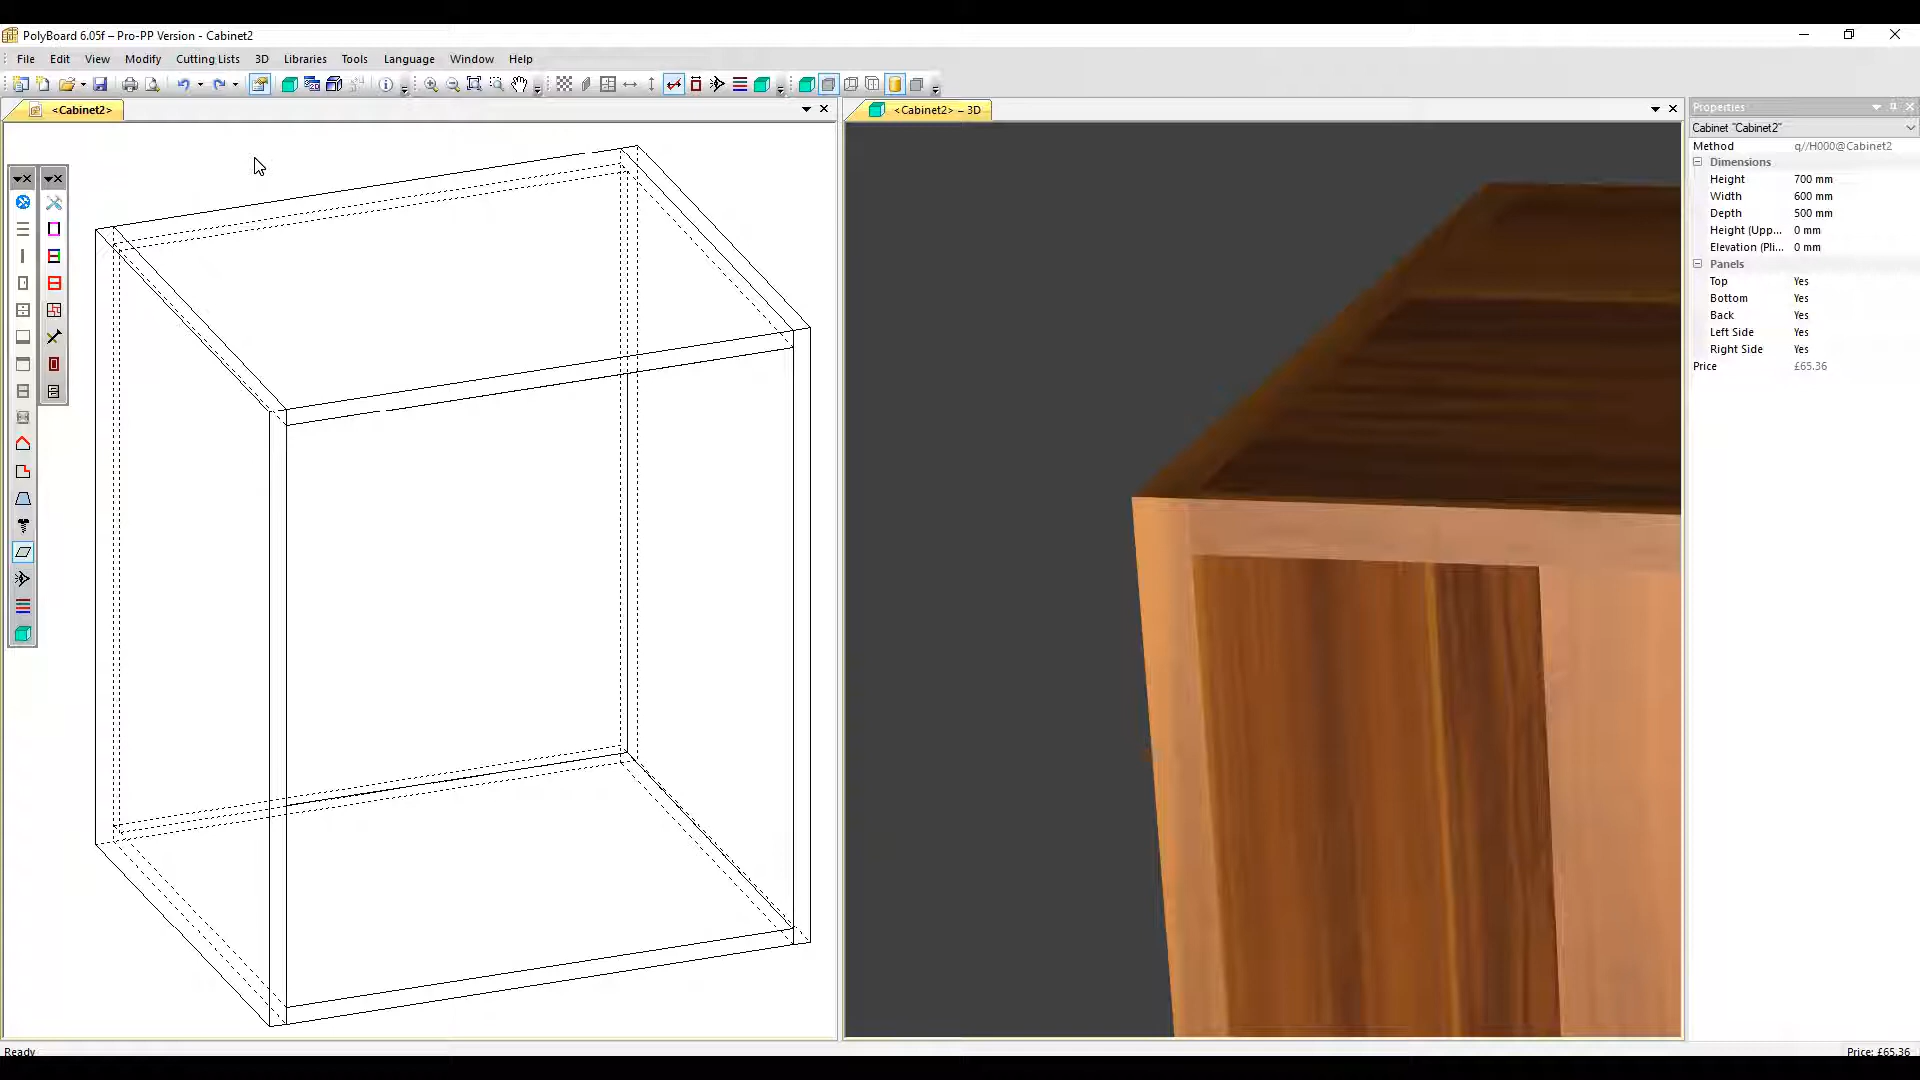 PolyBoard 6.05f – Pro-PP Version - Cabinet2
File Edit View Modify Cutting Lists 3D Libraries Tools Language Window Help
<Cabinet2>
<Cabinet2> – 3D
Properties
Cabinet "Cabinet2"
Method q//H000@Cabinet2
Dimensions
Height 700 mm
Width 600 mm
Depth 500 mm
Height (Upp... 0 mm
Elevation (Pli... 0 mm
Panels
Top Yes
Bottom Yes
Back Yes
Left Side Yes
Right Side Yes
Price £65.36
Ready
Price: £65.36